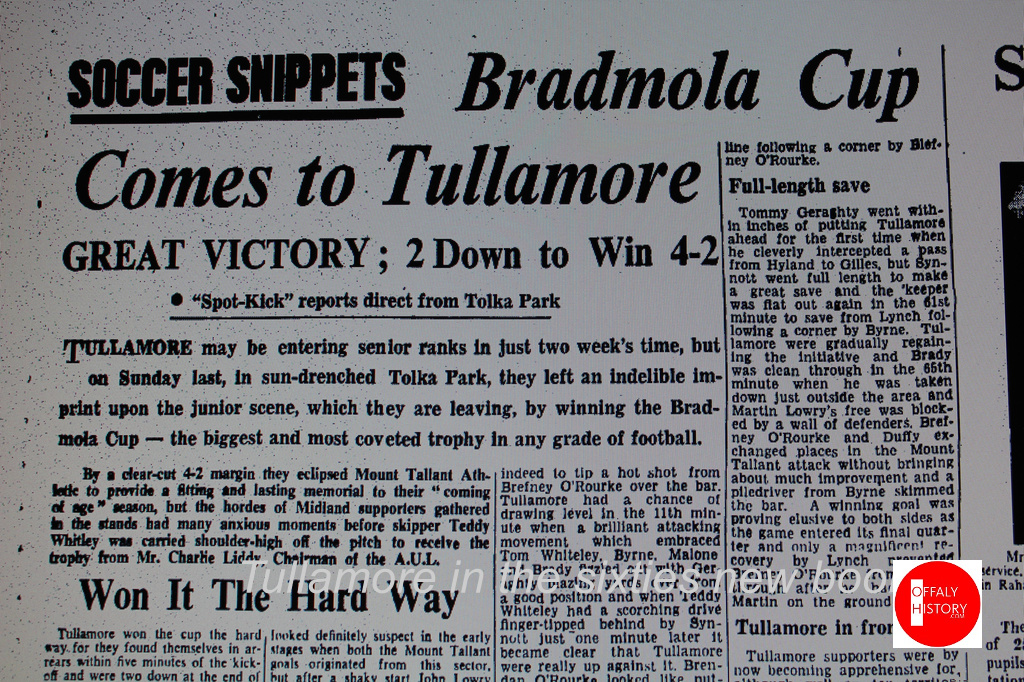 SOCCER SNIPPETS
Bradmola Cup
Comes to Tullamore
GREAT VICTORY; 2 Down to Win 4-2
● "Spot-Kick" reports direct from Tolka Park
TULLAMORE may be entering senior ranks in just two week's time, but
on Sunday last, in sun-drenched Tolka Park, they left an indelible im-
print upon the junior scene, which they are leaving, by winning the Brad-
mola Cup — the biggest and most coveted trophy in any grade of football.
By a clear-cut 4-2 margin they eclipsed Mount Tallant Ath-
letic to provide a fitting and lasting memorial to their "coming
of age" season, but the hordes of Midland supporters gathered
in the stands had many anxious moments before skipper Teddy
Whitley was carried shoulder-high off the pitch to receive the
trophy from Mr. Charlie Liddy, Chairman of the A.U.L.
Won It The Hard Way
Tullamore won the cup the hard
way for they found themselves in ar-
rears within five minutes of the kick-
off and were two down at the end of
looked definitely suspect in the early
stages when both the Mount Tallant
goals originated from this sector,
but after a shaky start John Lowry
indeed to tip a hot shot from
Brefney O'Rourke over the bar.
Tullamore had a chance of
drawing level in the 11th min-
ute when a brilliant attacking
movement which embraced
Tom Whiteley, Byrne, Malone
Brady
a good position and when Teddy
Whiteley had a scorching drive
finger-tipped behind by Syn-
nott just one minute later it
became clear that Tullamore
were really up against it. Bren-
dan O'Rourke looked like put-
line following a corner by Blef-
ney O'Rourke.
Full-length save
Tommy Geraghty went with-
in inches of putting Tullamore
ahead for the first time when
he cleverly intercepted a pass
from Hyland to Gilles, but Syn-
nott went full length to make
a great save and the 'keeper
was flat out again in the 61st
minute to save from Lynch fol-
lowing a corner by Byrne. Tul-
lamore were gradually regain-
ing the initiative and Brady
was clean through in the 65th
minute when he was taken
down just outside the area and
Martin Lowry's free was block-
ed by a wall of defenders. Bref-
ney O'Rourke and Duffy ex-
changed places in the Mount
Tallant attack without bringing
about much improvement and a
piledriver from Byrne skimmed
the bar. A winning goal was
proving elusive to both sides as
the game entered its final quar-
ter and only a magnificent re-
covery by Lynch prevented
O'Rourke
Martin on the ground
Tullamore in
Tullamore supporters were by
now becoming apprehensive for,
S
Mr
service.
in Rah
The
of 2
pupils
Tullamore in the sixties new book
OFFALY
HISTORY
.COM